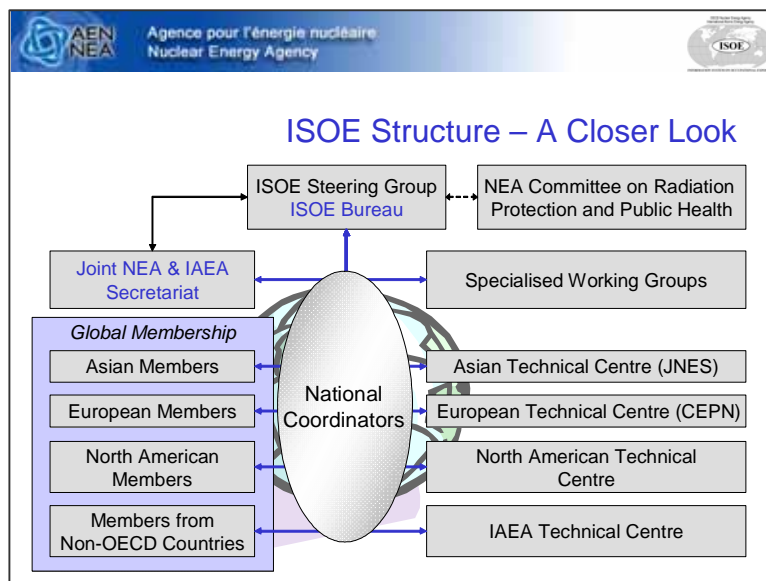 AEN
NEA
Agence pour l'énergie nucléaire
Nuclear Energy Agency
ISOE
ISOE Structure – A Closer Look
ISOE Steering Group
ISOE Bureau
NEA Committee on Radiation
Protection and Public Health
Joint NEA & IAEA
Secretariat
Specialised Working Groups
Global Membership
Asian Members
European Members
North American
Members
Members from
Non-OECD Countries
National
Coordinators
Asian Technical Centre (JNES)
European Technical Centre (CEPN)
North American Technical
Centre
IAEA Technical Centre